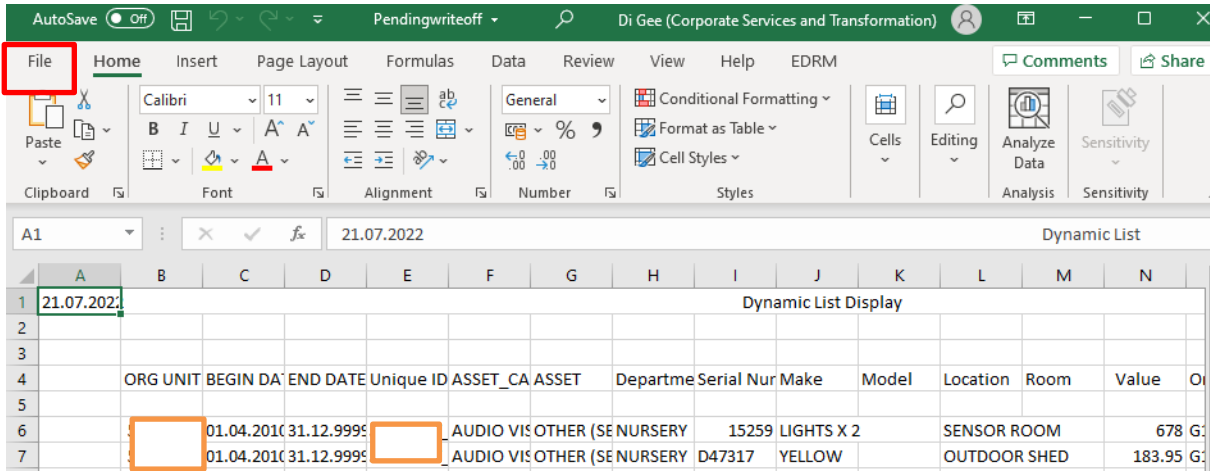 AutoSave Off Pendingwriteoff Di Gee (Corporate Services and Transformation)
File Home Insert Page Layout Formulas Data Review View Help EDRM Comments Share
Calibri 11 ab General Conditional Formatting
Paste B I U A A % Format as Table Cells Editing Analyze Data Sensitivity
A Cell Styles
Clipboard Font Alignment Number Styles Analysis Sensitivity
A1 fx 21.07.2022 Dynamic List
A B C D E F G H I J K L M N
1 21.07.2022 Dynamic List Display
2
3
4 ORG UNIT BEGIN DA END DATE Unique ID ASSET_CA ASSET Departme Serial Nur Make Model Location Room Value
5
6 01.04.2010 31.12.9999 AUDIO VIS OTHER (SE NURSERY 15259 LIGHTS X 2 SENSOR ROOM 678
7 01.04.2010 31.12.9999 AUDIO VIS OTHER (SE NURSERY D47317 YELLOW OUTDOOR SHED 183.95